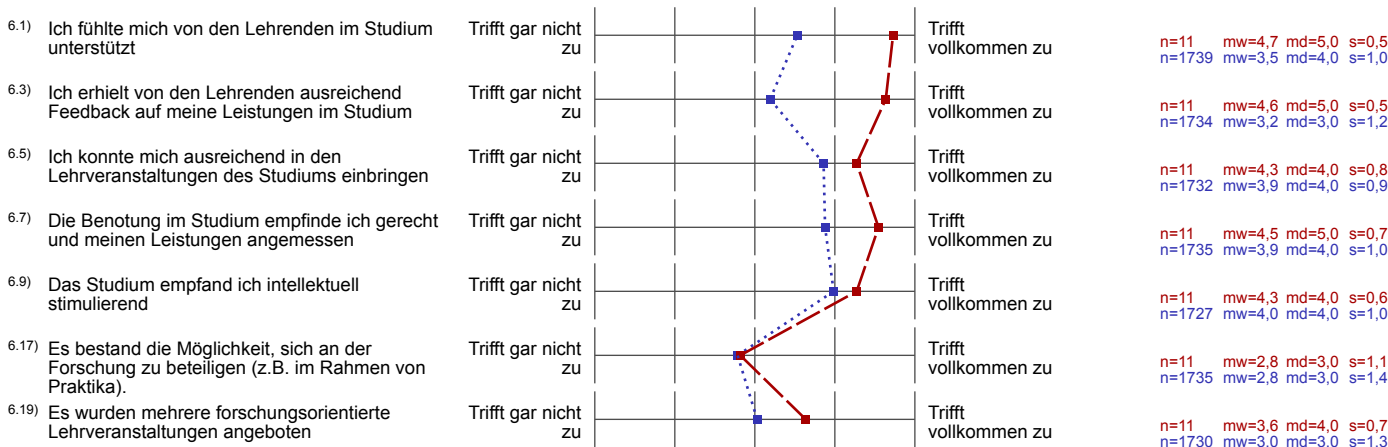 6.1) Ich fühlte mich von den Lehrenden im Studium
unterstützt
Trifft gar nicht
zu
Trifft
vollkommen zu
n=11 mw=4,7 md=5,0 s=0,5
n=1739 mw=3,5 md=4,0 s=1,0
6.3) Ich erhielt von den Lehrenden ausreichend
Feedback auf meine Leistungen im Studium
Trifft gar nicht
zu
Trifft
vollkommen zu
n=11 mw=4,6 md=5,0 s=0,5
n=1734 mw=3,2 md=3,0 s=1,2
6.5) Ich konnte mich ausreichend in den
Lehrveranstaltungen des Studiums einbringen
Trifft gar nicht
zu
Trifft
vollkommen zu
n=11 mw=4,3 md=4,0 s=0,8
n=1732 mw=3,9 md=4,0 s=0,9
6.7) Die Benotung im Studium empfinde ich gerecht
und meinen Leistungen angemessen
Trifft gar nicht
zu
Trifft
vollkommen zu
n=11 mw=4,5 md=5,0 s=0,7
n=1735 mw=3,9 md=4,0 s=1,0
6.9) Das Studium empfand ich intellektuell
stimulierend
Trifft gar nicht
zu
Trifft
vollkommen zu
n=11 mw=4,3 md=4,0 s=0,6
n=1727 mw=4,0 md=4,0 s=1,0
6.17) Es bestand die Möglichkeit, sich an der
Forschung zu beteiligen (z.B. im Rahmen von
Praktika).
Trifft gar nicht
zu
Trifft
vollkommen zu
n=11 mw=2,8 md=3,0 s=1,1
n=1735 mw=2,8 md=3,0 s=1,4
6.19) Es wurden mehrere forschungsorientierte
Lehrveranstaltungen angeboten
Trifft gar nicht
zu
Trifft
vollkommen zu
n=11 mw=3,6 md=4,0 s=0,7
n=1730 mw=3,0 md=3,0 s=1,3